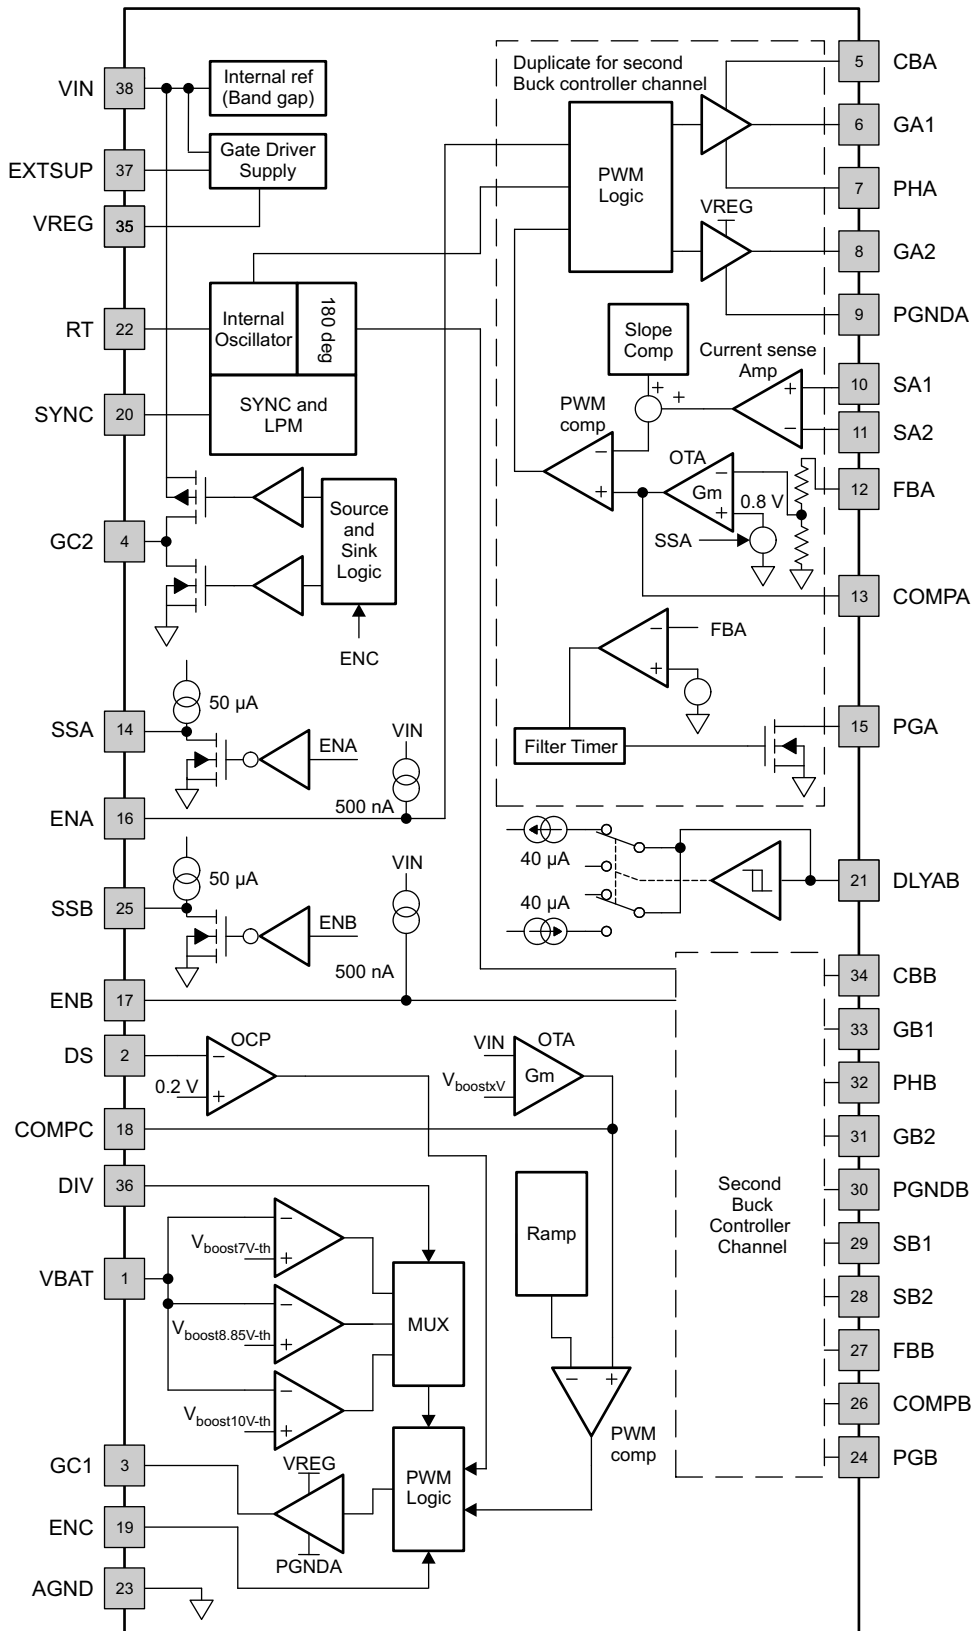 VIN
38
Internal ref
(Band gap)
EXTSUP
37
Gate Driver
Supply
VREG
35
RT
22
Internal
Oscillator
180 deg
SYNC
20
SYNC and
LPM
GC2
4
Source
and
Sink
Logic
ENC
50 µA
SSA
14
ENA
VIN
500 nA
ENA
16
50 µA
SSB
25
ENB
VIN
500 nA
ENB
17
DS
2
OCP
−
0.2 V
+
VIN
OTA
Gm
VboostxV
COMPC
18
DIV
36
−
Vboost7V-th
+
VBAT
1
−
Vboost8.85V-th
+
MUX
−
Vboost10V-th
+
Ramp
−
+
PWM
comp
GC1
3
VREG
PWM
Logic
PGNDA
ENC
19
AGND
23
Duplicate for second
Buck controller channel
PWM
Logic
VREG
5
CBA
6
GA1
7
PHA
8
GA2
9
PGNDA
Slope
Comp
Current sense
Amp
+
+
+
−
10
SA1
11
SA2
PWM
comp
−
+
OTA
−
Gm
+
0.8 V
SSA
12
FBA
13
COMPA
−
FBA
+
Filter Timer
15
PGA
40 µA
40 µA
21
DLYAB
Second
Buck
Controller
Channel
34
CBB
33
GB1
32
PHB
31
GB2
30
PGNDB
29
SB1
28
SB2
27
FBB
26
COMPB
24
PGB